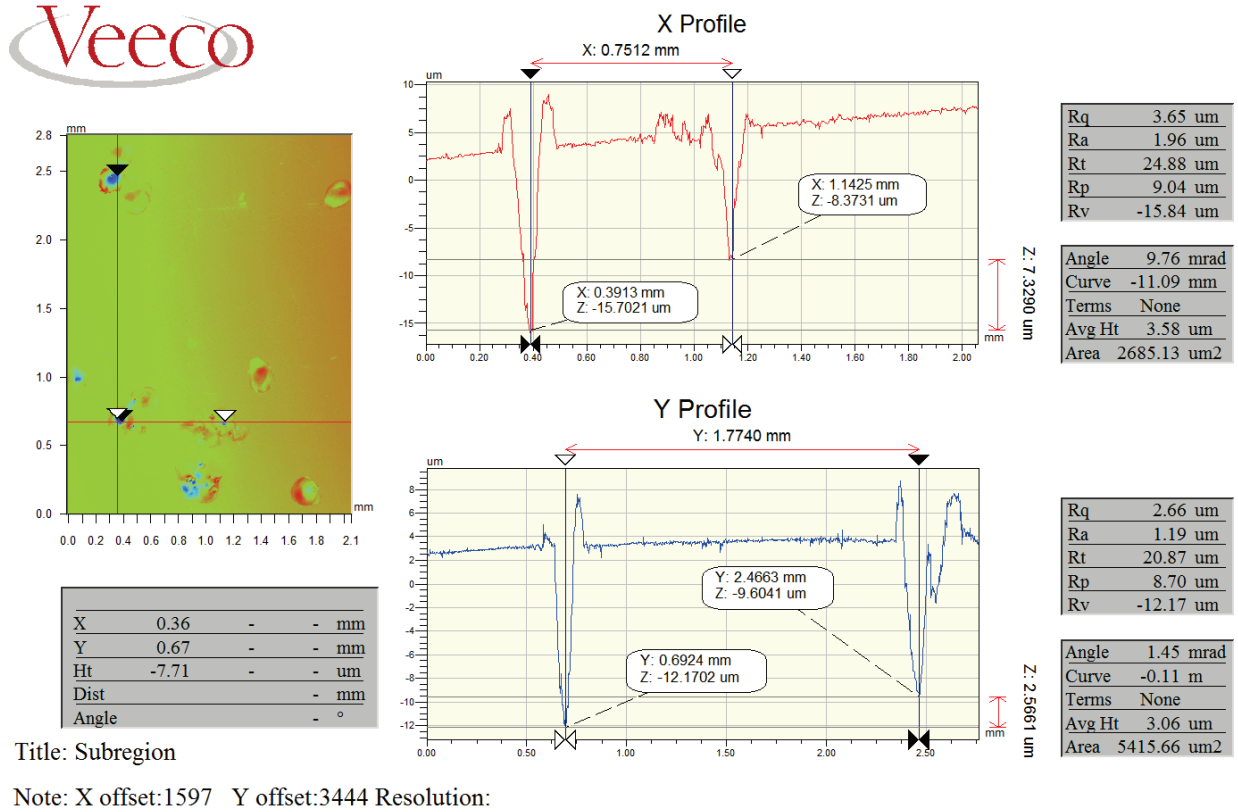 Veeco
X Profile
X: 0.7512 mm
um
10
5
0
-5
-10
-15
0.00 0.20 0.40 0.60 0.80 1.00 1.20 1.40 1.60 1.80 2.00
mm
X: 1.1425 mm
Z: -8.3731 um
X: 0.3913 mm
Z: -15.7021 um
Z: 7.3290 um
Rq 3.65 um
Ra 1.96 um
Rt 24.88 um
Rp 9.04 um
Rv -15.84 um
Angle 9.76 mrad
Curve -11.09 mm
Terms None
Avg Ht 3.58 um
Area 2685.13 um2
mm
2.8
2.5
2.0
1.5
1.0
0.5
0.0
mm
0.0 0.2 0.4 0.6 0.8 1.0 1.2 1.4 1.6 1.8 2.1
Y Profile
Y: 1.7740 mm
um
8
6
4
2
0
-2
-4
-6
-8
-10
-12
0.00 0.50 1.00 1.50 2.00 2.50
mm
Y: 2.4663 mm
Z: -9.6041 um
Y: 0.6924 mm
Z: -12.1702 um
Z: 2.5661 um
Rq 2.66 um
Ra 1.19 um
Rt 20.87 um
Rp 8.70 um
Rv -12.17 um
Angle 1.45 mrad
Curve -0.11 m
Terms None
Avg Ht 3.06 um
Area 5415.66 um2
X 0.36 - - mm
Y 0.67 - - mm
Ht -7.71 - - um
Dist - mm
Angle - °
Title: Subregion
Note: X offset:1597 Y offset:3444 Resolution: